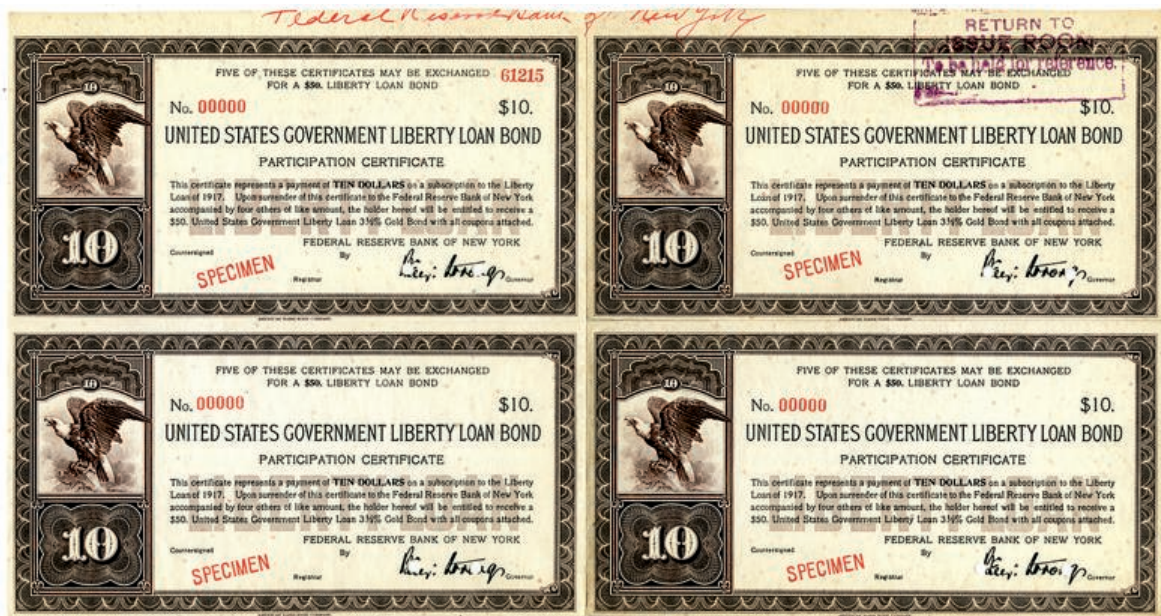 Federal Reserve Bank of New York
RETURN TO
ISSUE ROOM
To be held for reference.
10
FIVE OF THESE CERTIFICATES MAY BE EXCHANGED 61215
FOR A $50. LIBERTY LOAN BOND
No. 00000 $10.
UNITED STATES GOVERNMENT LIBERTY LOAN BOND
PARTICIPATION CERTIFICATE
This certificate represents a payment of TEN DOLLARS on a subscription to the Liberty
Loan of 1917. Upon surrender of this certificate to the Federal Reserve Bank of New York
accompanied by four others of like amount, the holder hereof will be entitled to receive a
$50. United States Government Liberty Loan 3½% Gold Bond with all coupons attached.
LIBERTY LOAN
FEDERAL RESERVE BANK OF NEW YORK
10
Countersigned By
SPECIMEN
Registrar Benj. Strong Governor
10
FIVE OF THESE CERTIFICATES MAY BE EXCHANGED
FOR A $50. LIBERTY LOAN BOND
No. 00000 $10.
UNITED STATES GOVERNMENT LIBERTY LOAN BOND
PARTICIPATION CERTIFICATE
This certificate represents a payment of TEN DOLLARS on a subscription to the Liberty
Loan of 1917. Upon surrender of this certificate to the Federal Reserve Bank of New York
accompanied by four others of like amount, the holder hereof will be entitled to receive a
$50. United States Government Liberty Loan 3½% Gold Bond with all coupons attached.
LIBERTY LOAN
FEDERAL RESERVE BANK OF NEW YORK
10
Countersigned By
SPECIMEN
Registrar Benj. Strong Governor
10
FIVE OF THESE CERTIFICATES MAY BE EXCHANGED
FOR A $50. LIBERTY LOAN BOND
No. 00000 $10.
UNITED STATES GOVERNMENT LIBERTY LOAN BOND
PARTICIPATION CERTIFICATE
This certificate represents a payment of TEN DOLLARS on a subscription to the Liberty
Loan of 1917. Upon surrender of this certificate to the Federal Reserve Bank of New York
accompanied by four others of like amount, the holder hereof will be entitled to receive a
$50. United States Government Liberty Loan 3½% Gold Bond with all coupons attached.
LIBERTY LOAN
FEDERAL RESERVE BANK OF NEW YORK
10
Countersigned By
SPECIMEN
Registrar Benj. Strong Governor
10
FIVE OF THESE CERTIFICATES MAY BE EXCHANGED
FOR A $50. LIBERTY LOAN BOND
No. 00000 $10.
UNITED STATES GOVERNMENT LIBERTY LOAN BOND
PARTICIPATION CERTIFICATE
This certificate represents a payment of TEN DOLLARS on a subscription to the Liberty
Loan of 1917. Upon surrender of this certificate to the Federal Reserve Bank of New York
accompanied by four others of like amount, the holder hereof will be entitled to receive a
$50. United States Government Liberty Loan 3½% Gold Bond with all coupons attached.
LIBERTY LOAN
FEDERAL RESERVE BANK OF NEW YORK
10
Countersigned By
SPECIMEN
Registrar Benj. Strong Governor